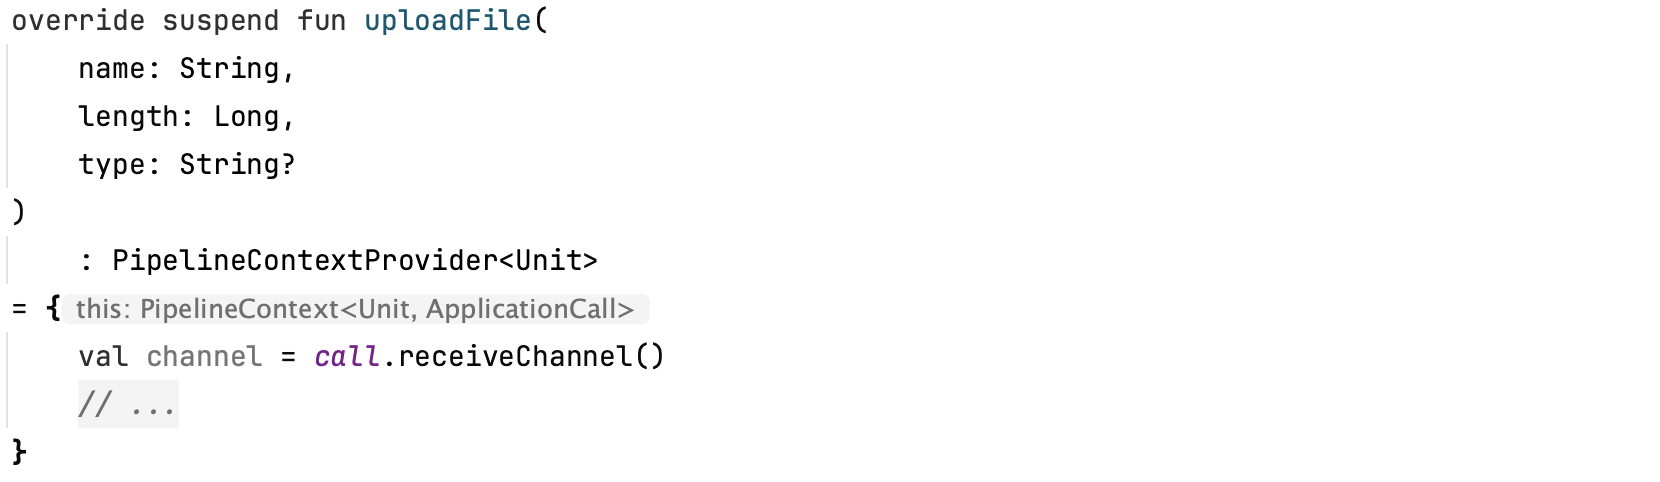 override suspend fun uploadFile(
name: String,
length: Long,
type: String?
)
: PipelineContextProvider<Unit>
= { this: PipelineContext<Unit, ApplicationCall>
val channel = call.receiveChannel()
// ...
}